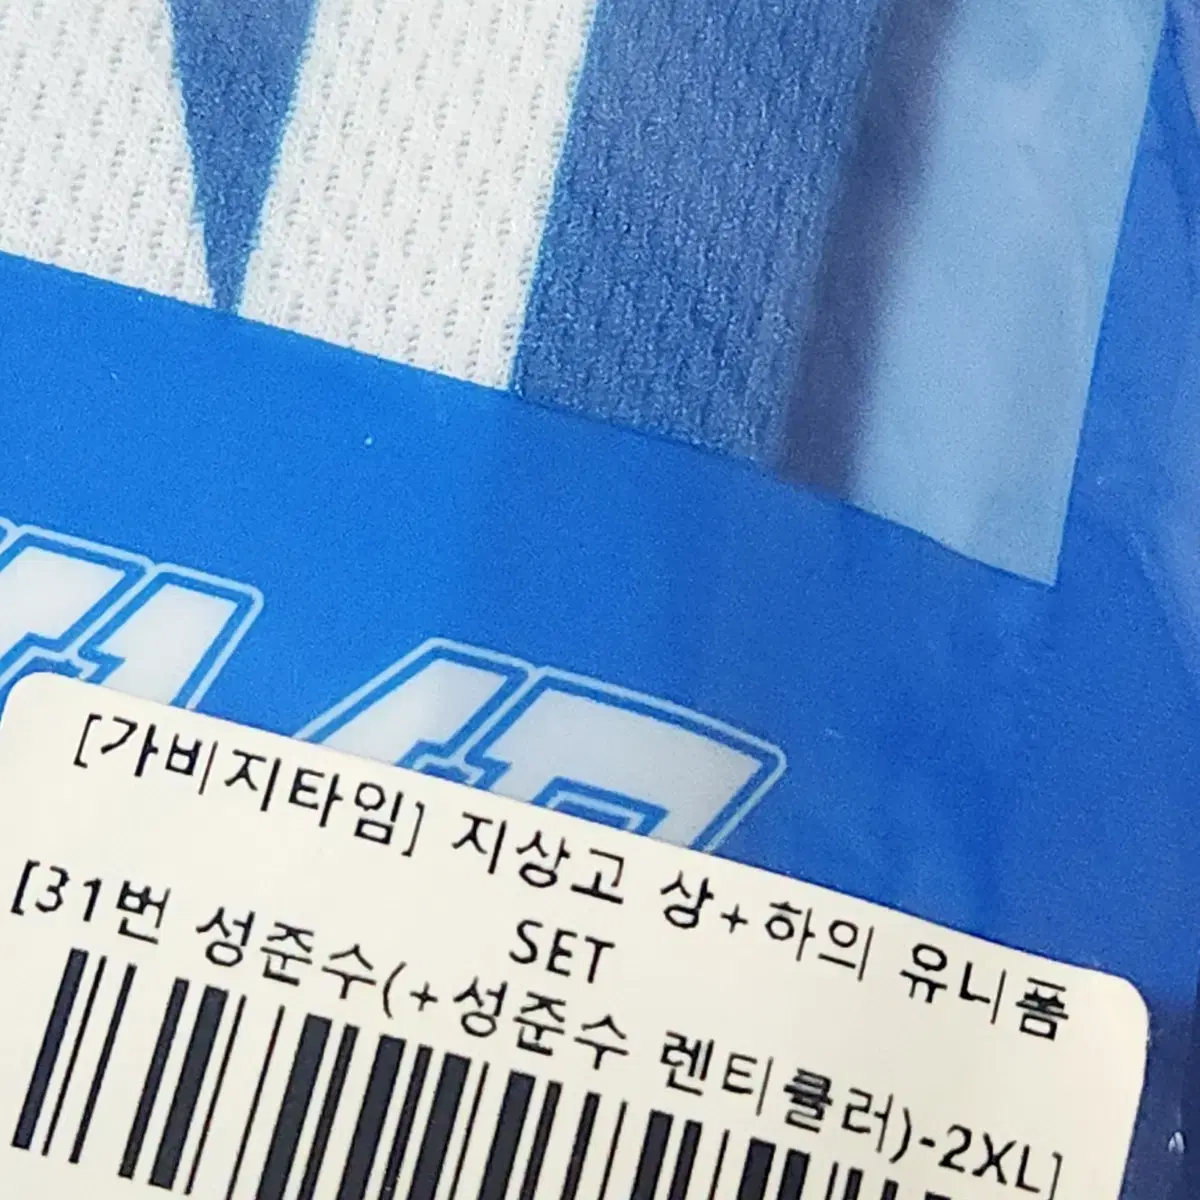 [가비지타임] 지상고 상+하의 유니폼
SET
[31번 성준수(+성준수 렌티큘러)-2XL]